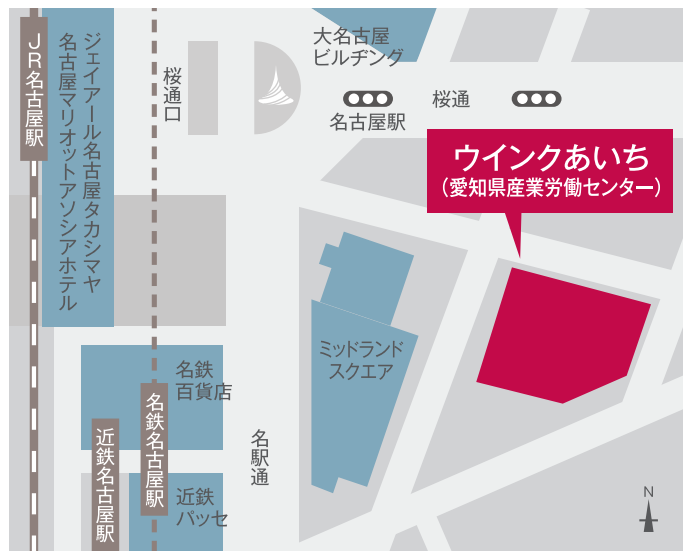 JR名古屋駅
ジェイアール名古屋タカシマヤ
名古屋マリオットアソシアホテル
桜通口
大名古屋
ビルヂング
名古屋駅
桜通
ウインクあいち
（愛知県産業労働センター）
ミッドランド
スクエア
名鉄
百貨店
名鉄名古屋駅
近鉄名古屋駅
近鉄
パッセ
名駅通
N